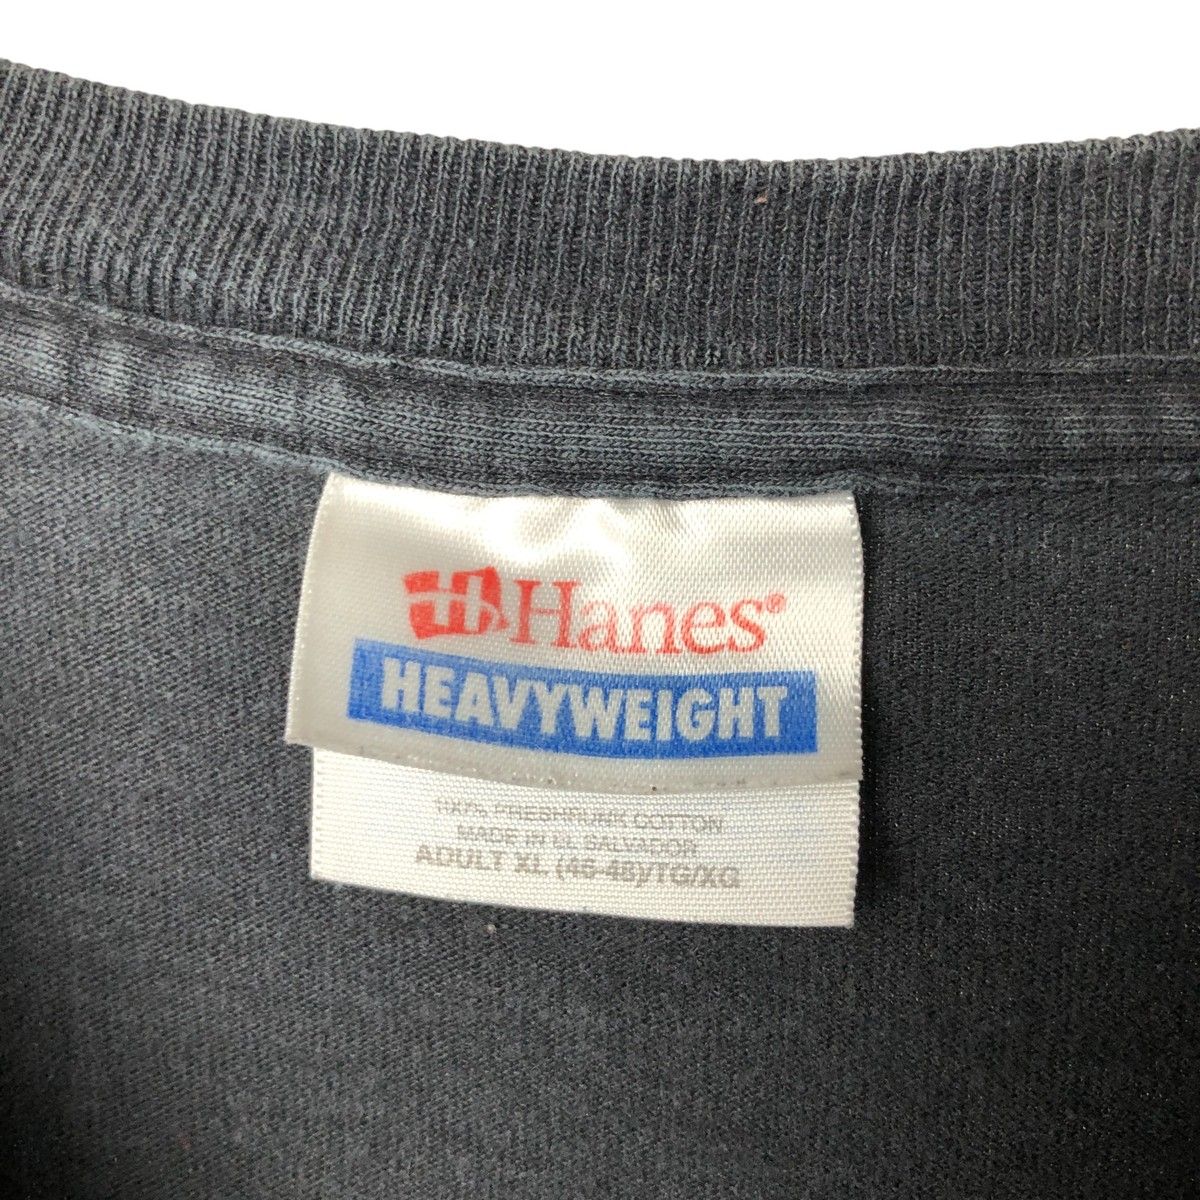 H Hanes®
HEAVYWEIGHT
100% PRESHRUNK COTTON
MADE IN EL SALVADOR
ADULT XL (46-48)/TG/XG